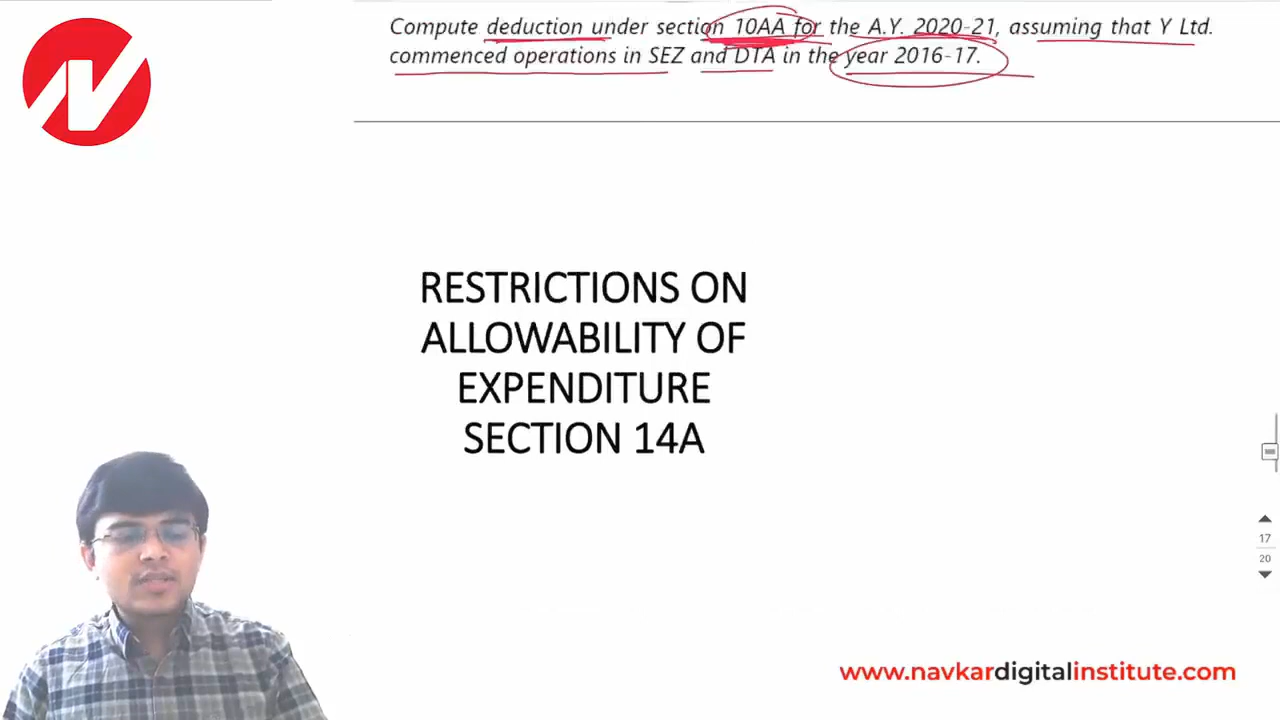 Compute deduction under section 10AA for the A.Y. 2020-21, assuming that Y Ltd.
commenced operations in SEZ and DTA in the year 2016-17.
RESTRICTIONS ON
ALLOWABILITY OF
EXPENDITURE
SECTION 14A
17
20
www.navkardigitalinstitute.com